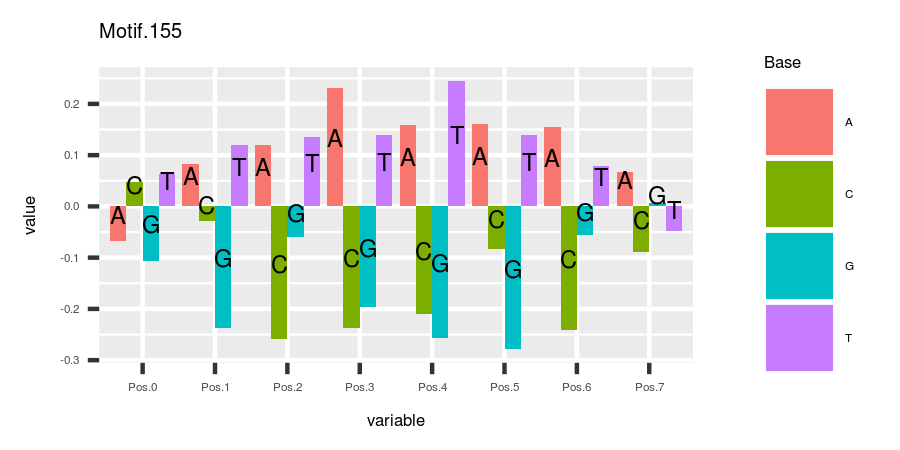 Motif.155
value
0.2
0.1
0.0
-0.1
-0.2
-0.3
A C G T A C G T A C G T A C G T A C G T A C G T A C G T A C G T
Pos.0 Pos.1 Pos.2 Pos.3 Pos.4 Pos.5 Pos.6 Pos.7
variable
Base
A
C
G
T